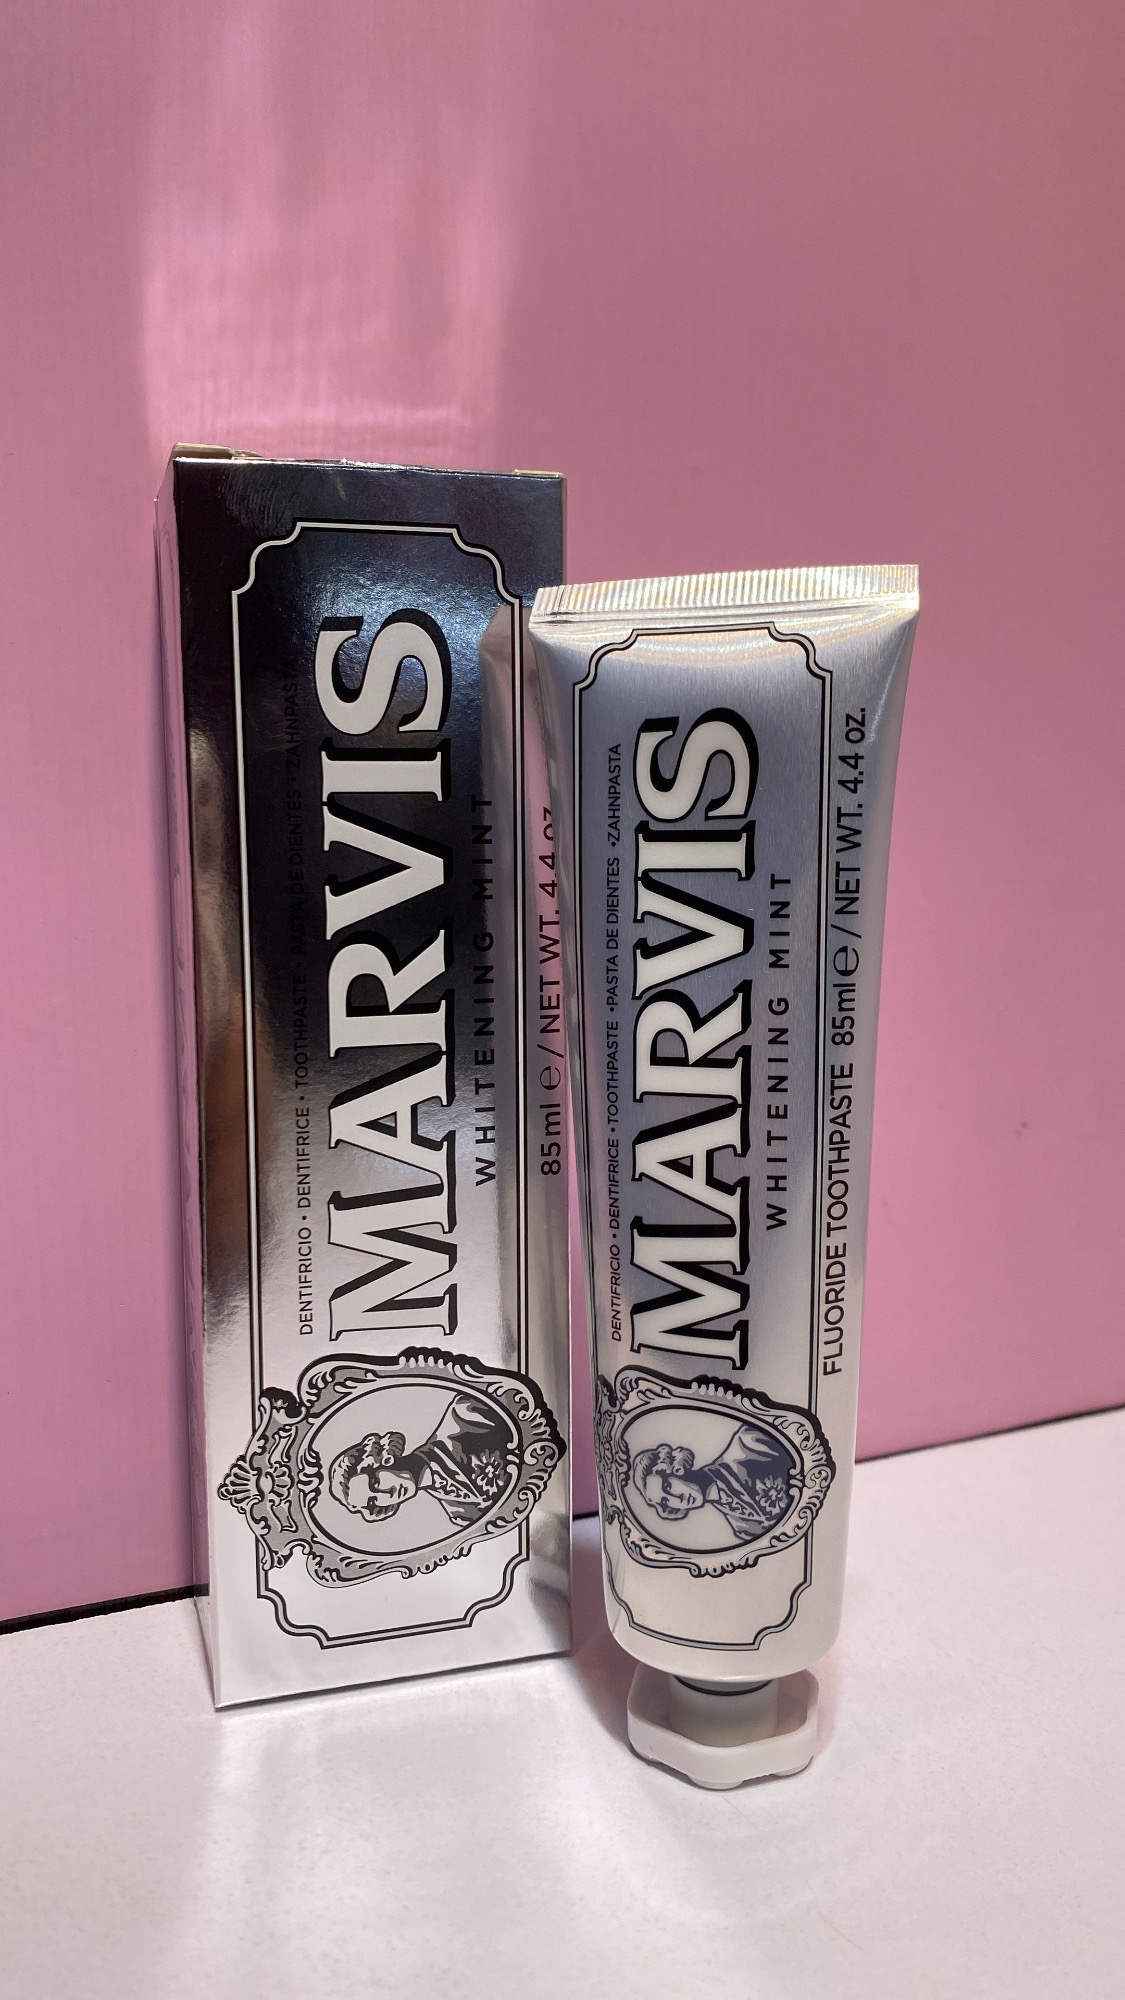 DENTIFRICIO • DENTIFRICE • TOOTHPASTE • PASTA DE DIENTES • ZAHNPASTA
MARVIS
WHITENING MINT
85ml e / NET WT. 4.4 oz
DENTIFRICIO • DENTIFRICE • TOOTHPASTE • PASTA DE DIENTES • ZAHNPASTA
MARVIS
WHITENING MINT
FLUORIDE TOOTHPASTE 85ml e / NET WT. 4.4 oz.